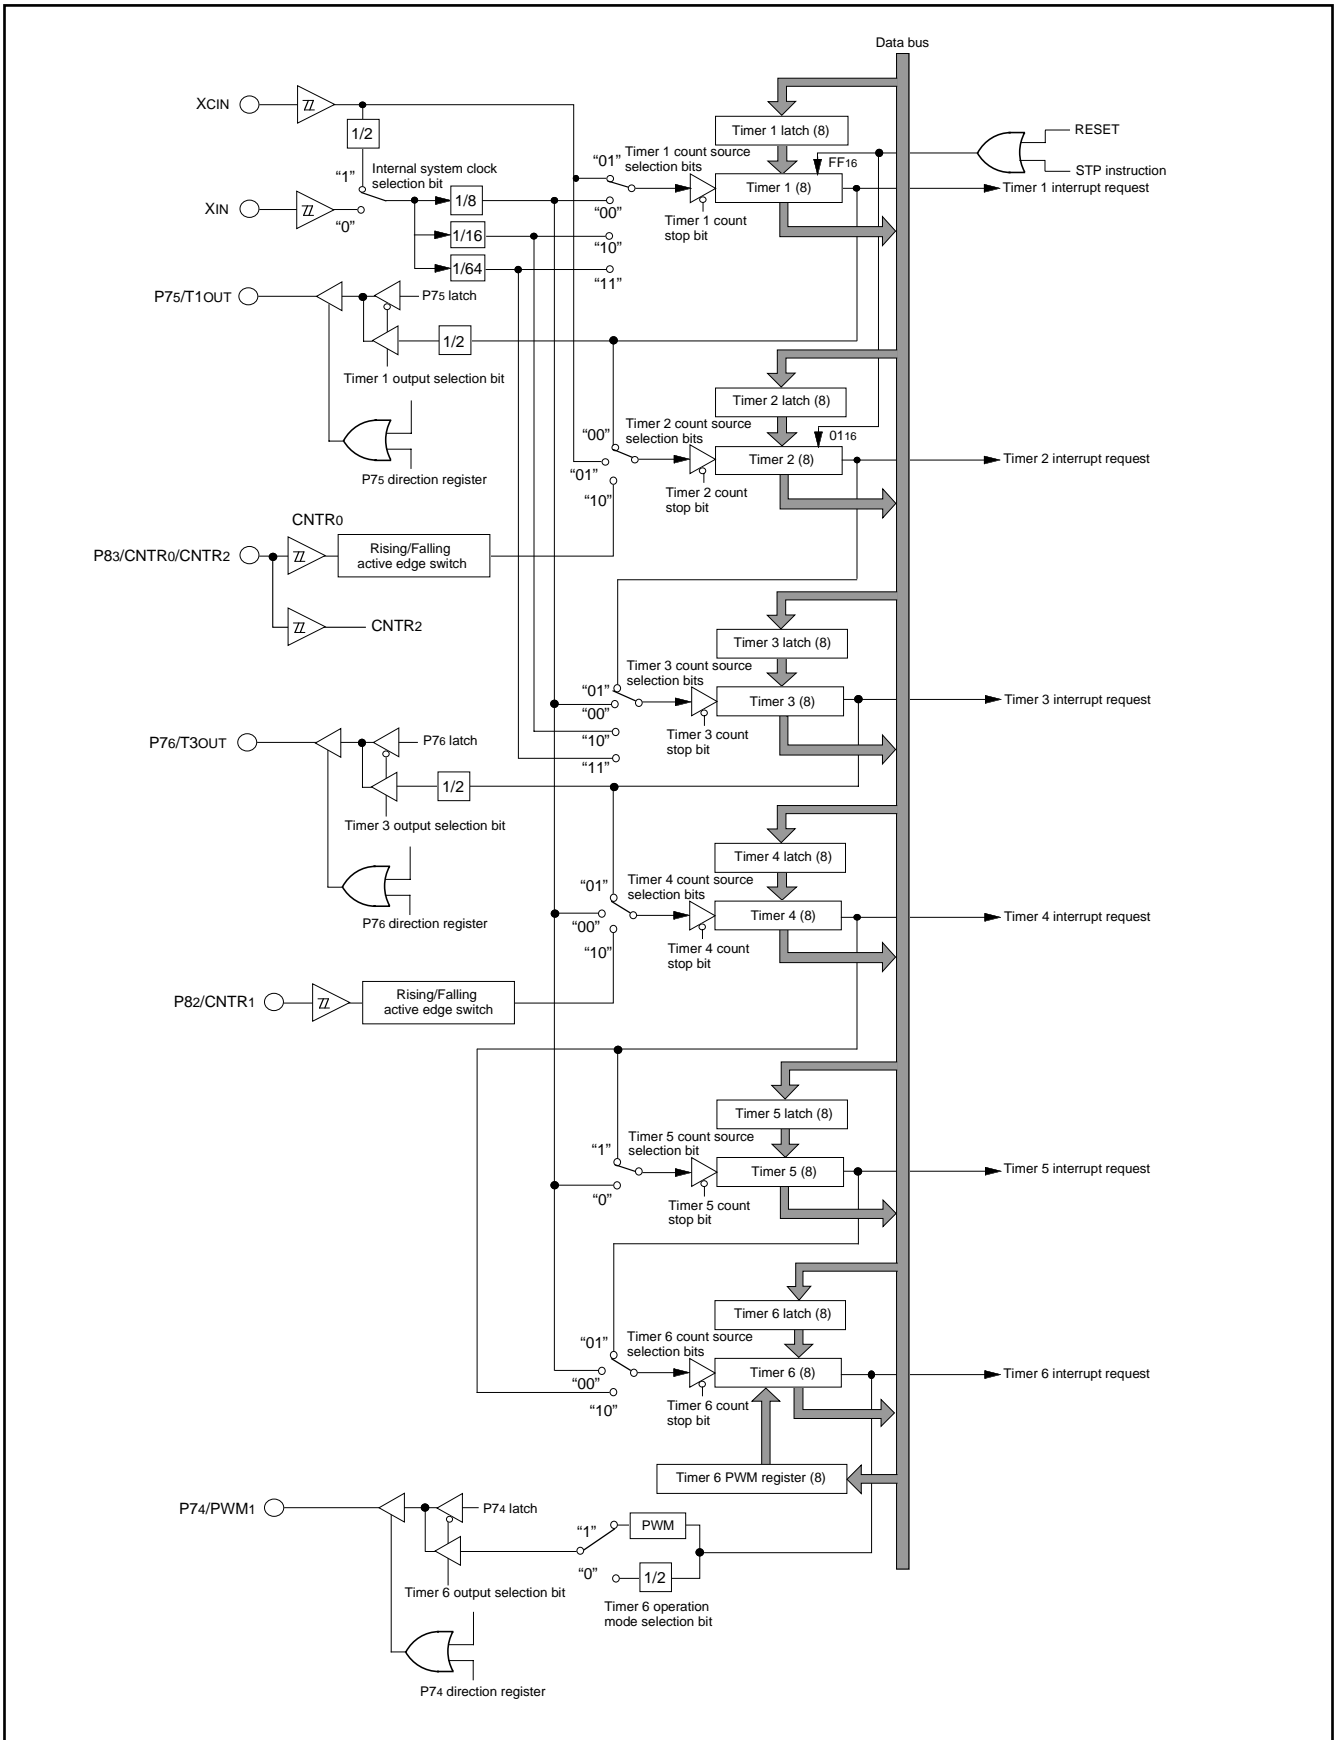 Data bus
XCIN
1/2
Timer 1 latch (8)
RESET
STP instruction
“01”
Timer 1 count source
selection bits
FF16
Internal system clock
selection bit
“1”
1/8
Timer 1 (8)
Timer 1 interrupt request
XIN
“0”
“00”
Timer 1 count
stop bit
1/16
“10”
1/64
“11”
P75/T1OUT
P75 latch
1/2
Timer 1 output selection bit
Timer 2 latch (8)
“00”
Timer 2 count source
selection bits
0116
Timer 2 (8)
Timer 2 interrupt request
“01”
P75 direction register
“10”
Timer 2 count
stop bit
CNTR0
P83/CNTR0/CNTR2
Rising/Falling
active edge switch
CNTR2
Timer 3 latch (8)
Timer 3 count source
selection bits
“01”
Timer 3 (8)
Timer 3 interrupt request
“00”
Timer 3 count
stop bit
“10”
“11”
P76/T3OUT
P76 latch
1/2
Timer 3 output selection bit
Timer 4 latch (8)
“01”
Timer 4 count source
selection bits
Timer 4 (8)
Timer 4 interrupt request
P76 direction register
“00”
“10”
Timer 4 count
stop bit
P82/CNTR1
Rising/Falling
active edge switch
Timer 5 latch (8)
“1”
Timer 5 count source
selection bit
Timer 5 (8)
Timer 5 interrupt request
“0”
Timer 5 count
stop bit
Timer 6 latch (8)
“01”
Timer 6 count source
selection bits
Timer 6 (8)
Timer 6 interrupt request
“00”
“10”
Timer 6 count
stop bit
Timer 6 PWM register (8)
P74/PWM1
P74 latch
“1”
PWM
“0”
1/2
Timer 6 output selection bit
Timer 6 operation
mode selection bit
P74 direction register